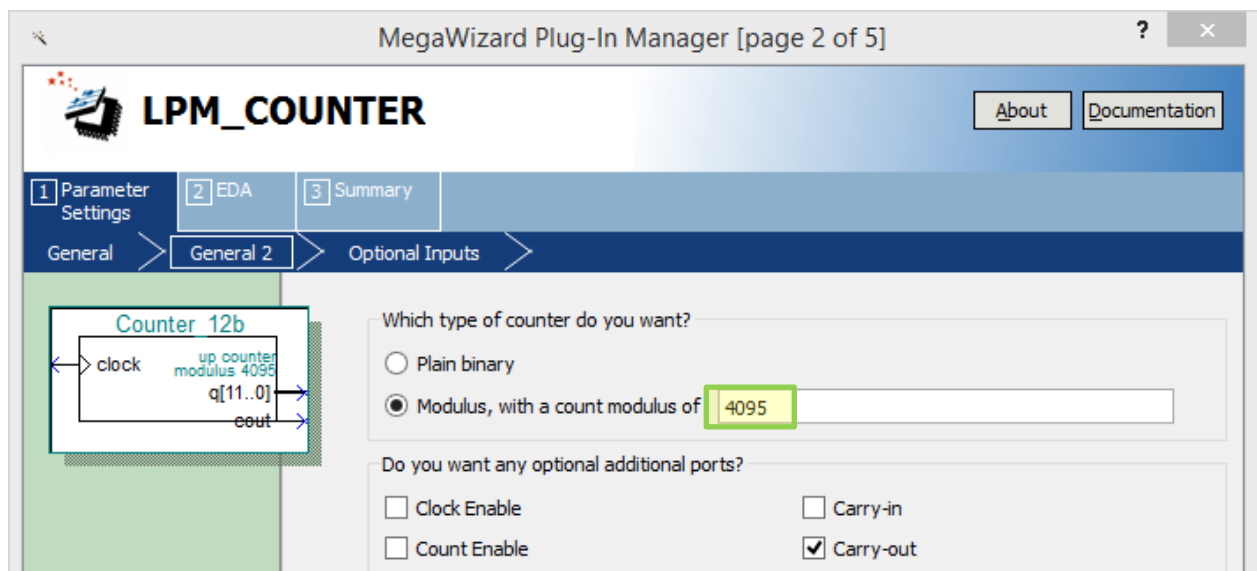 MegaWizard Plug-In Manager [page 2 of 5]
? ×
LPM_COUNTER
About Documentation
1 Parameter Settings
2 EDA
3 Summary
General General 2 Optional Inputs
Counter_12b
clock
up counter
modulus 4095
q[11..0]
cout
Which type of counter do you want?
Plain binary
Modulus, with a count modulus of 4095
Do you want any optional additional ports?
Clock Enable Carry-in
Count Enable Carry-out